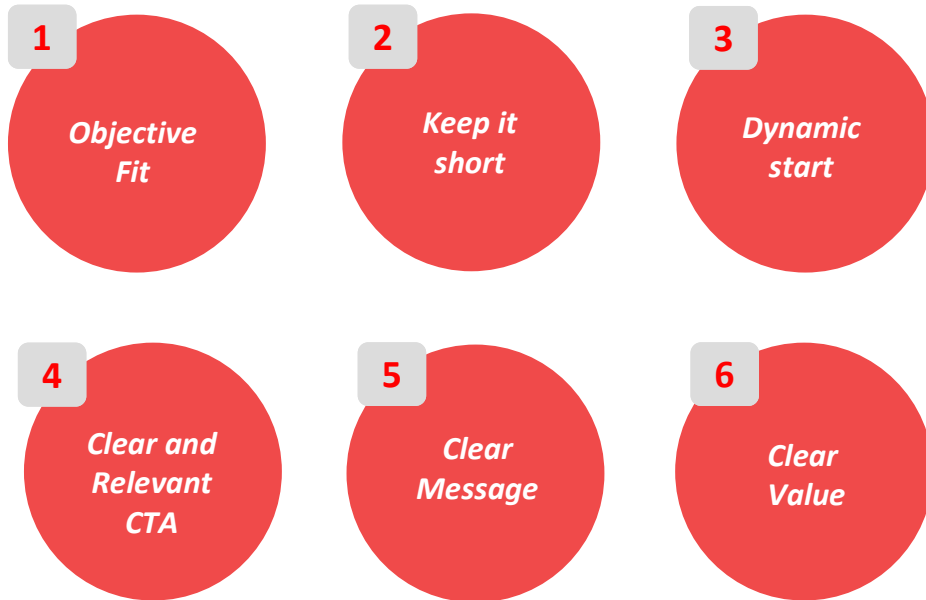 1
Objective
Fit
2
Keep it
short
3
Dynamic
start
4
Clear and
Relevant
CTA
5
Clear
Message
6
Clear
Value